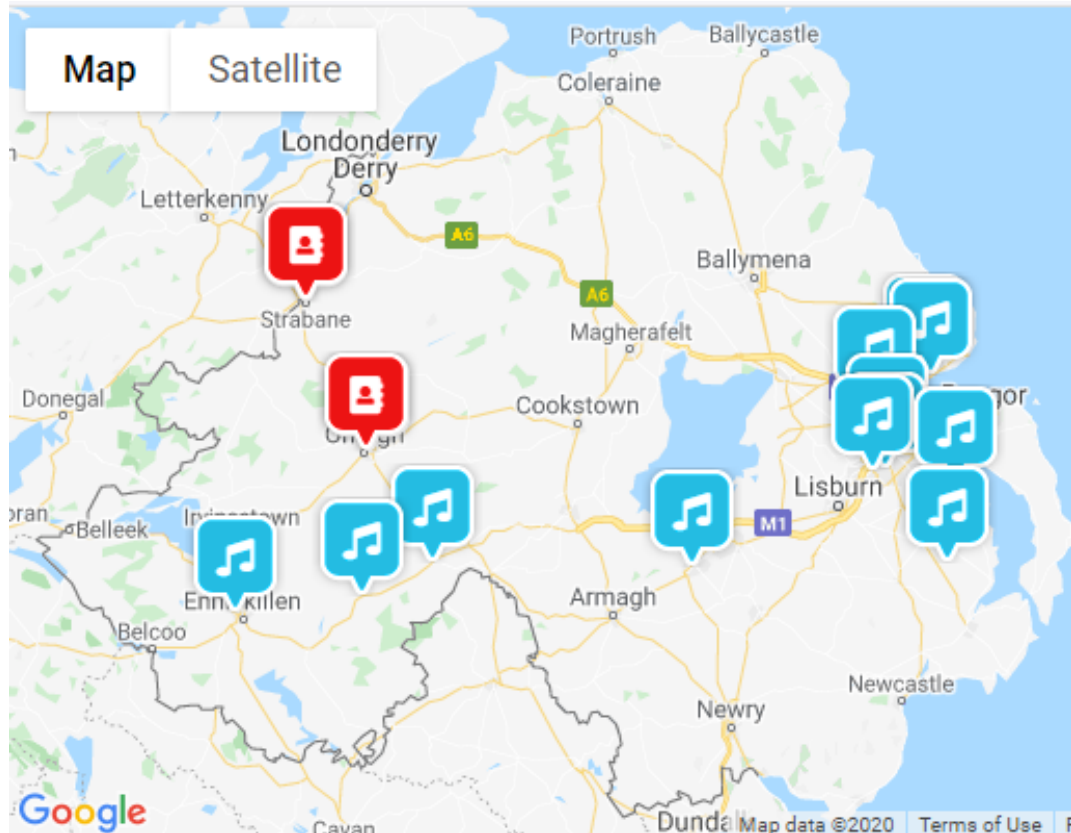 Map
Satellite
Portrush
Ballycastle
Coleraine
Londonderry
Derry
Letterkenny
A6
Ballymena
A6
Strabane
Magherafelt
Donegal
Cookstown
Lisburn
M1
Belleek
Armagh
Belcoo
Newcastle
Newry
Google
Map data ©2020
Terms of Use